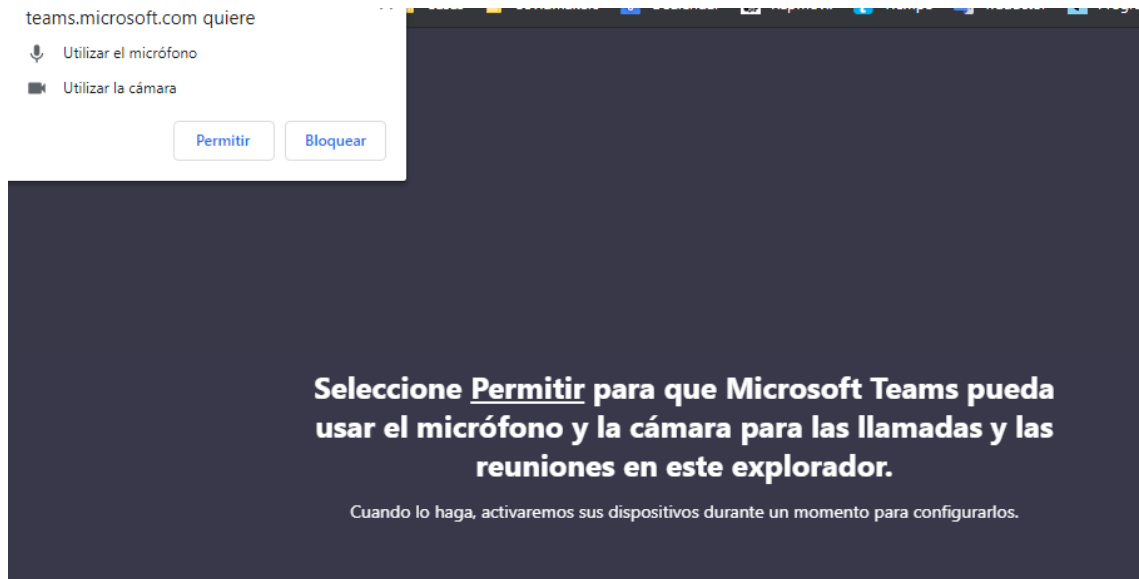 teams.microsoft.com quiere
Utilizar el micrófono
Utilizar la cámara
Permitir Bloquear
Seleccione Permitir para que Microsoft Teams pueda
usar el micrófono y la cámara para las llamadas y las
reuniones en este explorador.
Cuando lo haga, activaremos sus dispositivos durante un momento para configurarlos.